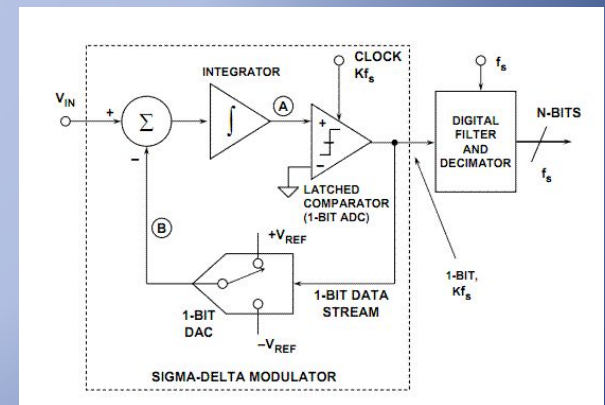 CLOCK
Kfs
fs
INTEGRATOR
VIN
+
Σ
−
∫
A
+
−
LATCHED
COMPARATOR
(1-BIT ADC)
DIGITAL
FILTER
AND
DECIMATOR
N-BITS
fs
B
+VREF
1-BIT
DAC
−VREF
1-BIT DATA
STREAM
1-BIT,
Kfs
SIGMA-DELTA MODULATOR